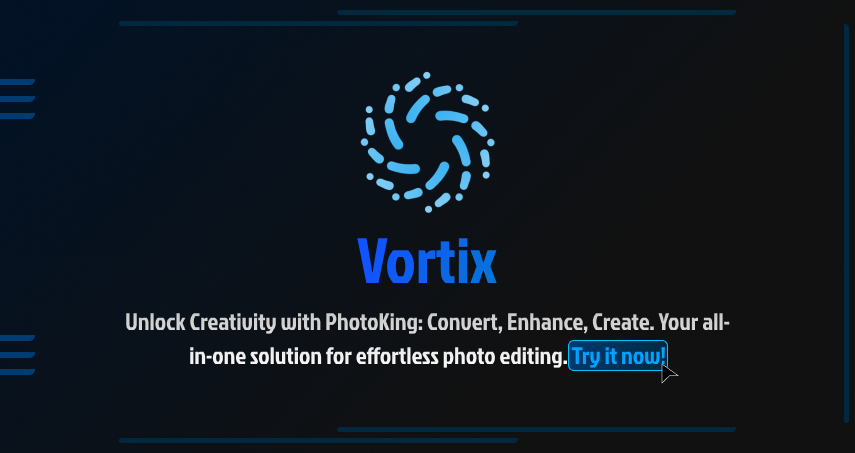 Vortix
Unlock Creativity with PhotoKing: Convert, Enhance, Create. Your all-
in-one solution for effortless photo editing. Try it now!